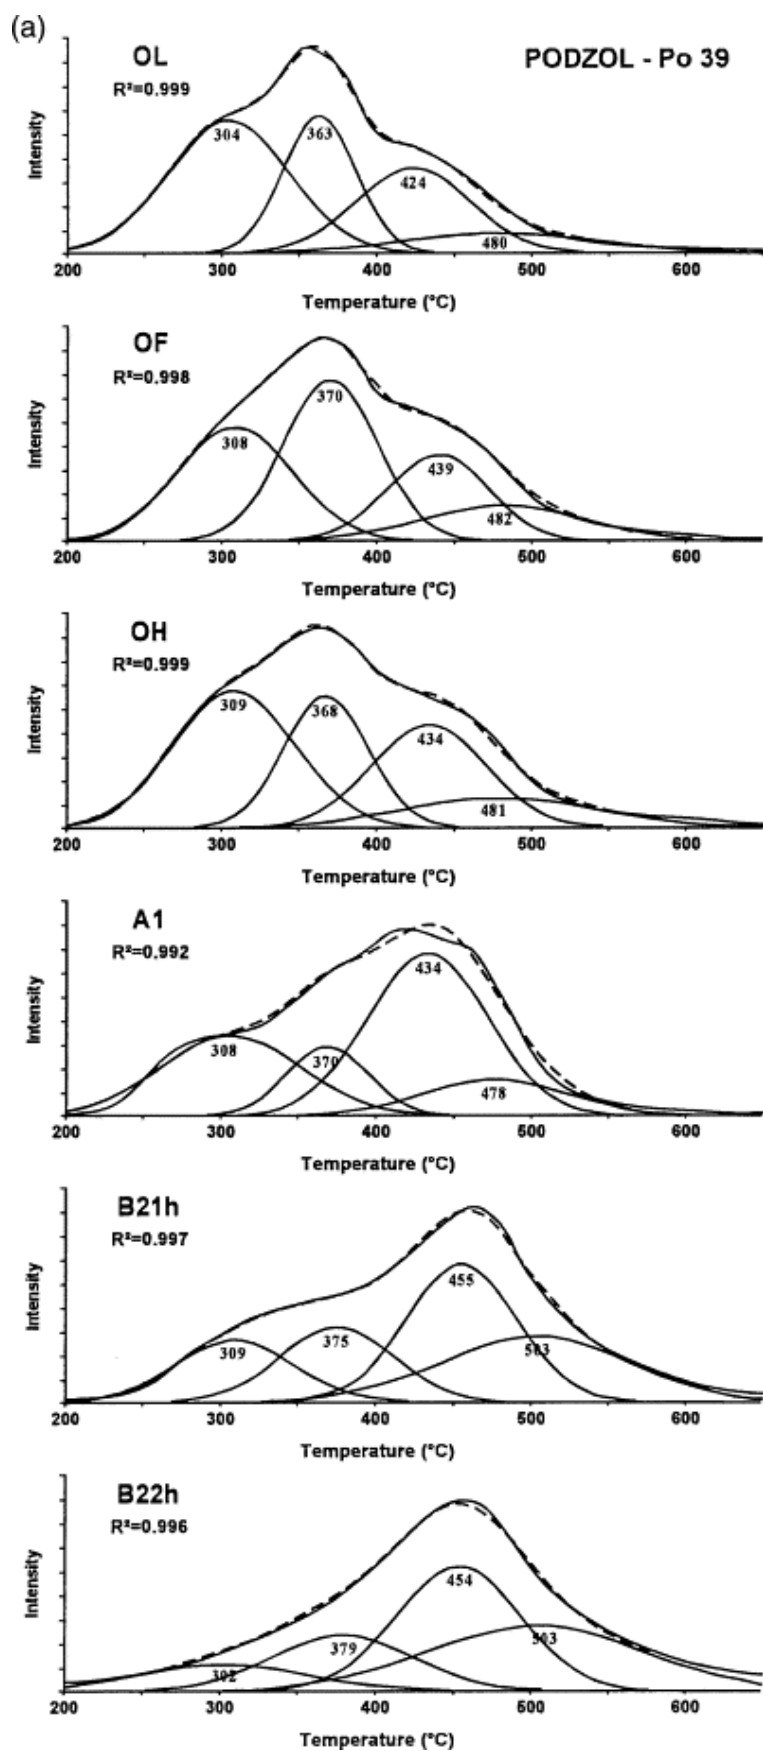 (a)
OL
PODZOL - Po 39
R²=0.999
Intensity
304
363
424
480
200 300 400 500 600
Temperature (°C)
OF
R²=0.998
Intensity
308
370
439
482
200 300 400 500 600
Temperature (°C)
OH
R²=0.999
Intensity
309
368
434
481
200 300 400 500 600
Temperature (°C)
A1
R²=0.992
Intensity
308
370
434
478
200 300 400 500 600
Temperature (°C)
B21h
R²=0.997
Intensity
309
375
455
503
200 300 400 500 600
Temperature (°C)
B22h
R²=0.996
Intensity
302
379
454
503
200 300 400 500 600
Temperature (°C)